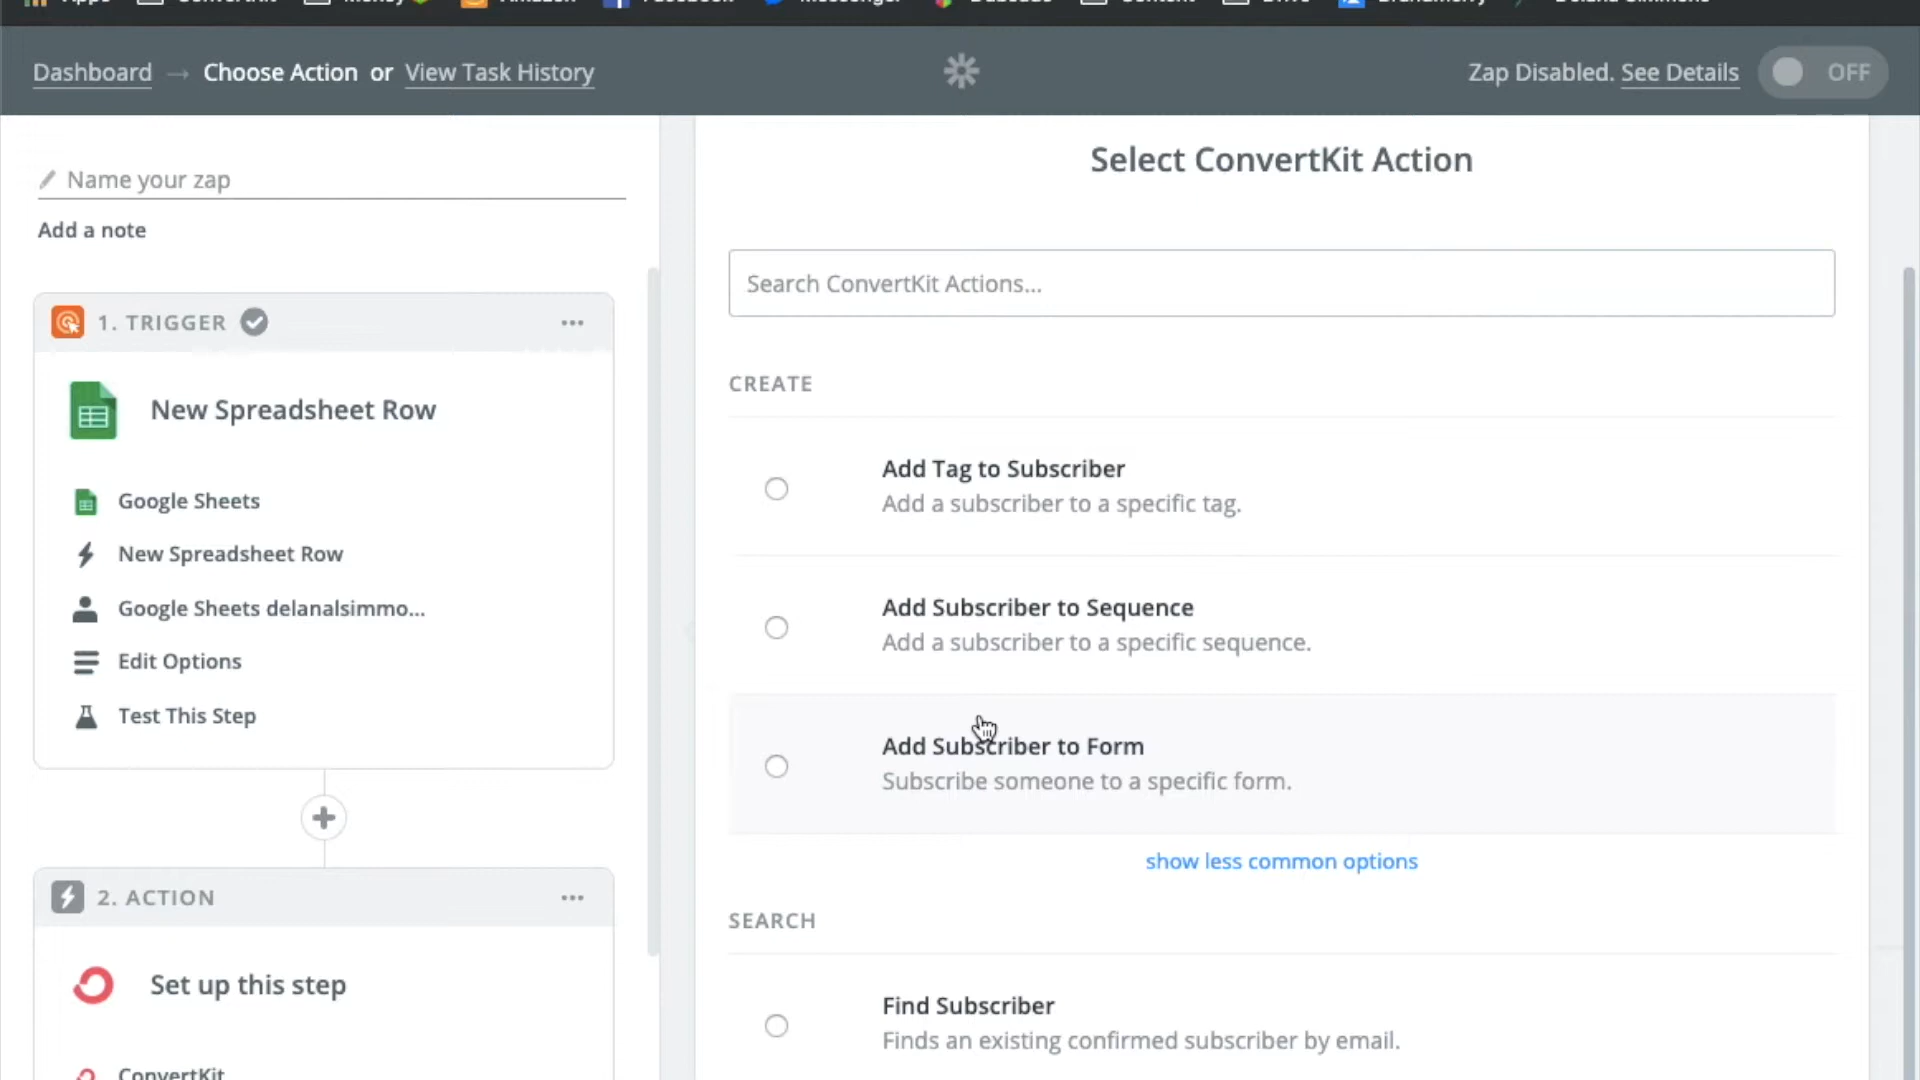 Dashboard → Choose Action or View Task History
Zap Disabled. See Details OFF
Name your zap
Add a note
1. TRIGGER
New Spreadsheet Row
Google Sheets
New Spreadsheet Row
Google Sheets delanalsimmo...
Edit Options
Test This Step
2. ACTION
Set up this step
ConvertKit
Select ConvertKit Action
Search ConvertKit Actions...
CREATE
Add Tag to Subscriber
Add a subscriber to a specific tag.
Add Subscriber to Sequence
Add a subscriber to a specific sequence.
Add Subscriber to Form
Subscribe someone to a specific form.
show less common options
SEARCH
Find Subscriber
Finds an existing confirmed subscriber by email.